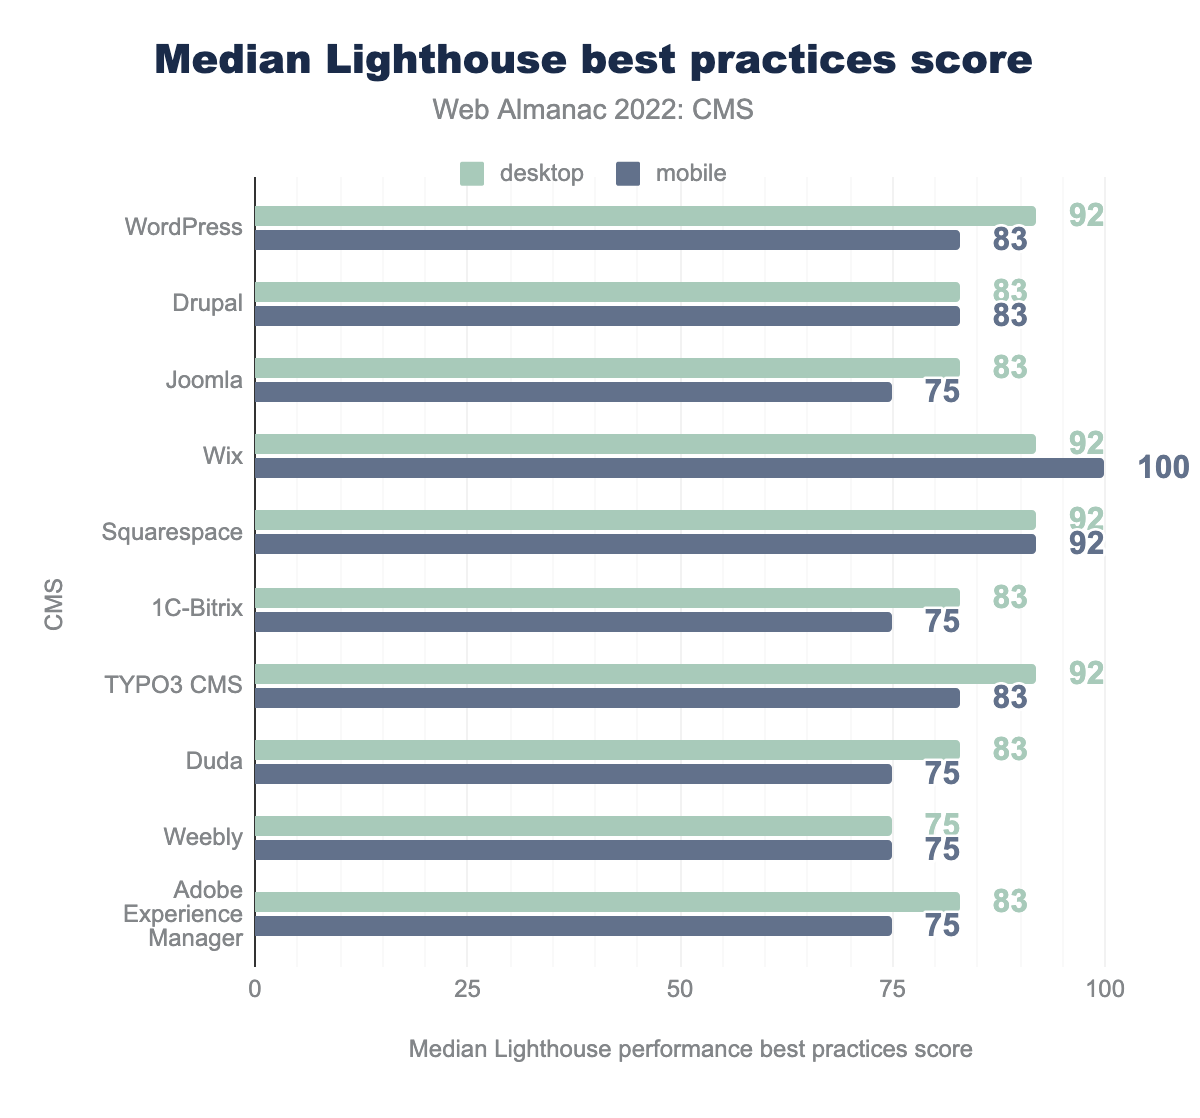 Median Lighthouse best practices score
Web Almanac 2022: CMS
desktop
mobile
WordPress
92
83
Drupal
83
83
Joomla
83
75
Wix
92
100
Squarespace
92
92
1C-Bitrix
83
75
TYPO3 CMS
92
83
Duda
83
75
Weebly
75
75
Adobe
Experience
Manager
83
75
CMS
0
25
50
75
100
Median Lighthouse performance best practices score